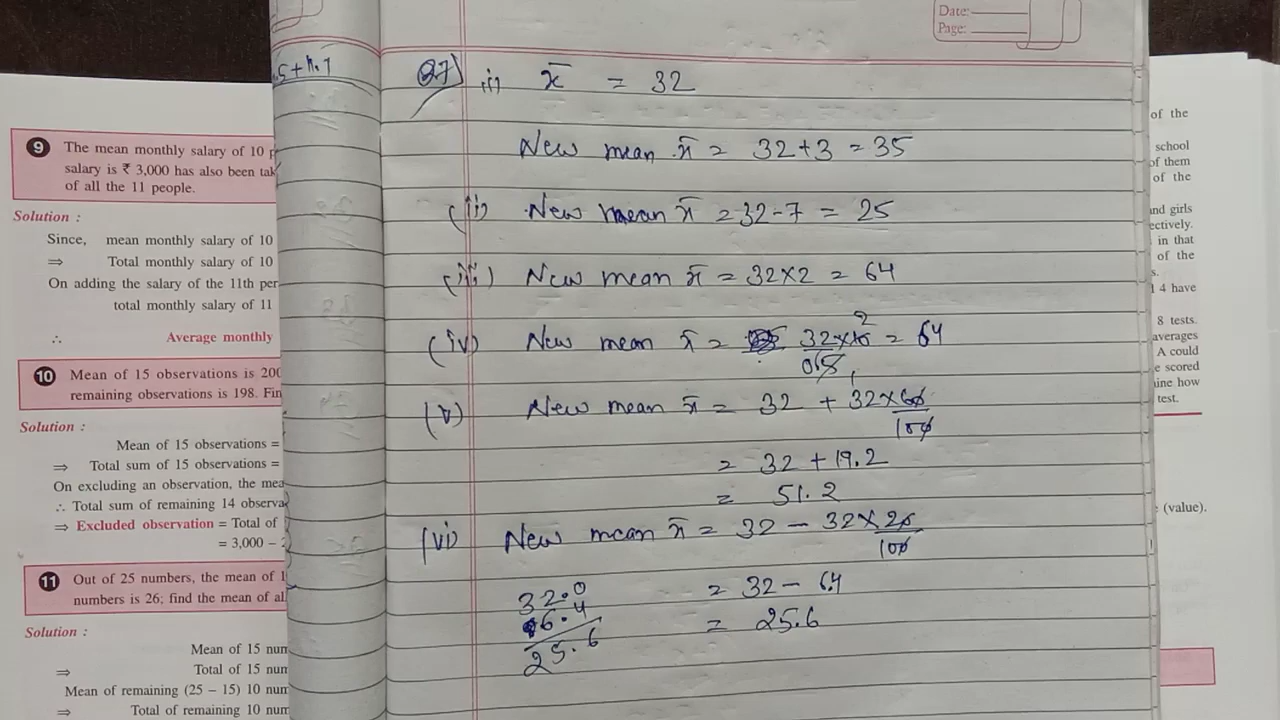 Date:
Page:
.5 + n.1
Q7) i) x̄ = 32
New mean x̄ = 32+3 = 35
(ii) New mean x̄ = 32-7 = 25
(iii) New mean x̄ = 32×2 = 64
(iv) New mean x̄ = 32×10 2 = 64
0.5 1
(v) New mean x̄ = 32 + 32×60
100
= 32 + 19.2
= 51.2
(vi) New mean x̄ = 32 - 32×20
100
= 32 - 6.4
= 25.6
32.0
6.4
25.6
9 The mean monthly salary of 10 p
salary is ₹ 3,000 has also been tak
of all the 11 people.
Solution :
Since, mean monthly salary of 10
⇒ Total monthly salary of 10
On adding the salary of the 11th per
total monthly salary of 11
∴ Average monthly
10 Mean of 15 observations is 200
remaining observations is 198. Fin
Solution :
Mean of 15 observations =
⇒ Total sum of 15 observations =
On excluding an observation, the mea
∴ Total sum of remaining 14 observa
⇒ Excluded observation = Total of
= 3,000 – 2
11 Out of 25 numbers, the mean of 1
numbers is 26; find the mean of al
Solution :
Mean of 15 num
⇒ Total of 15 num
Mean of remaining (25 – 15) 10 num
⇒ Total of remaining 10 num
of the
school
of them
of the
and girls
ectively.
in that
of the
s.
4 have
8 tests.
averages
A could
e scored
ine how
test.
(value).